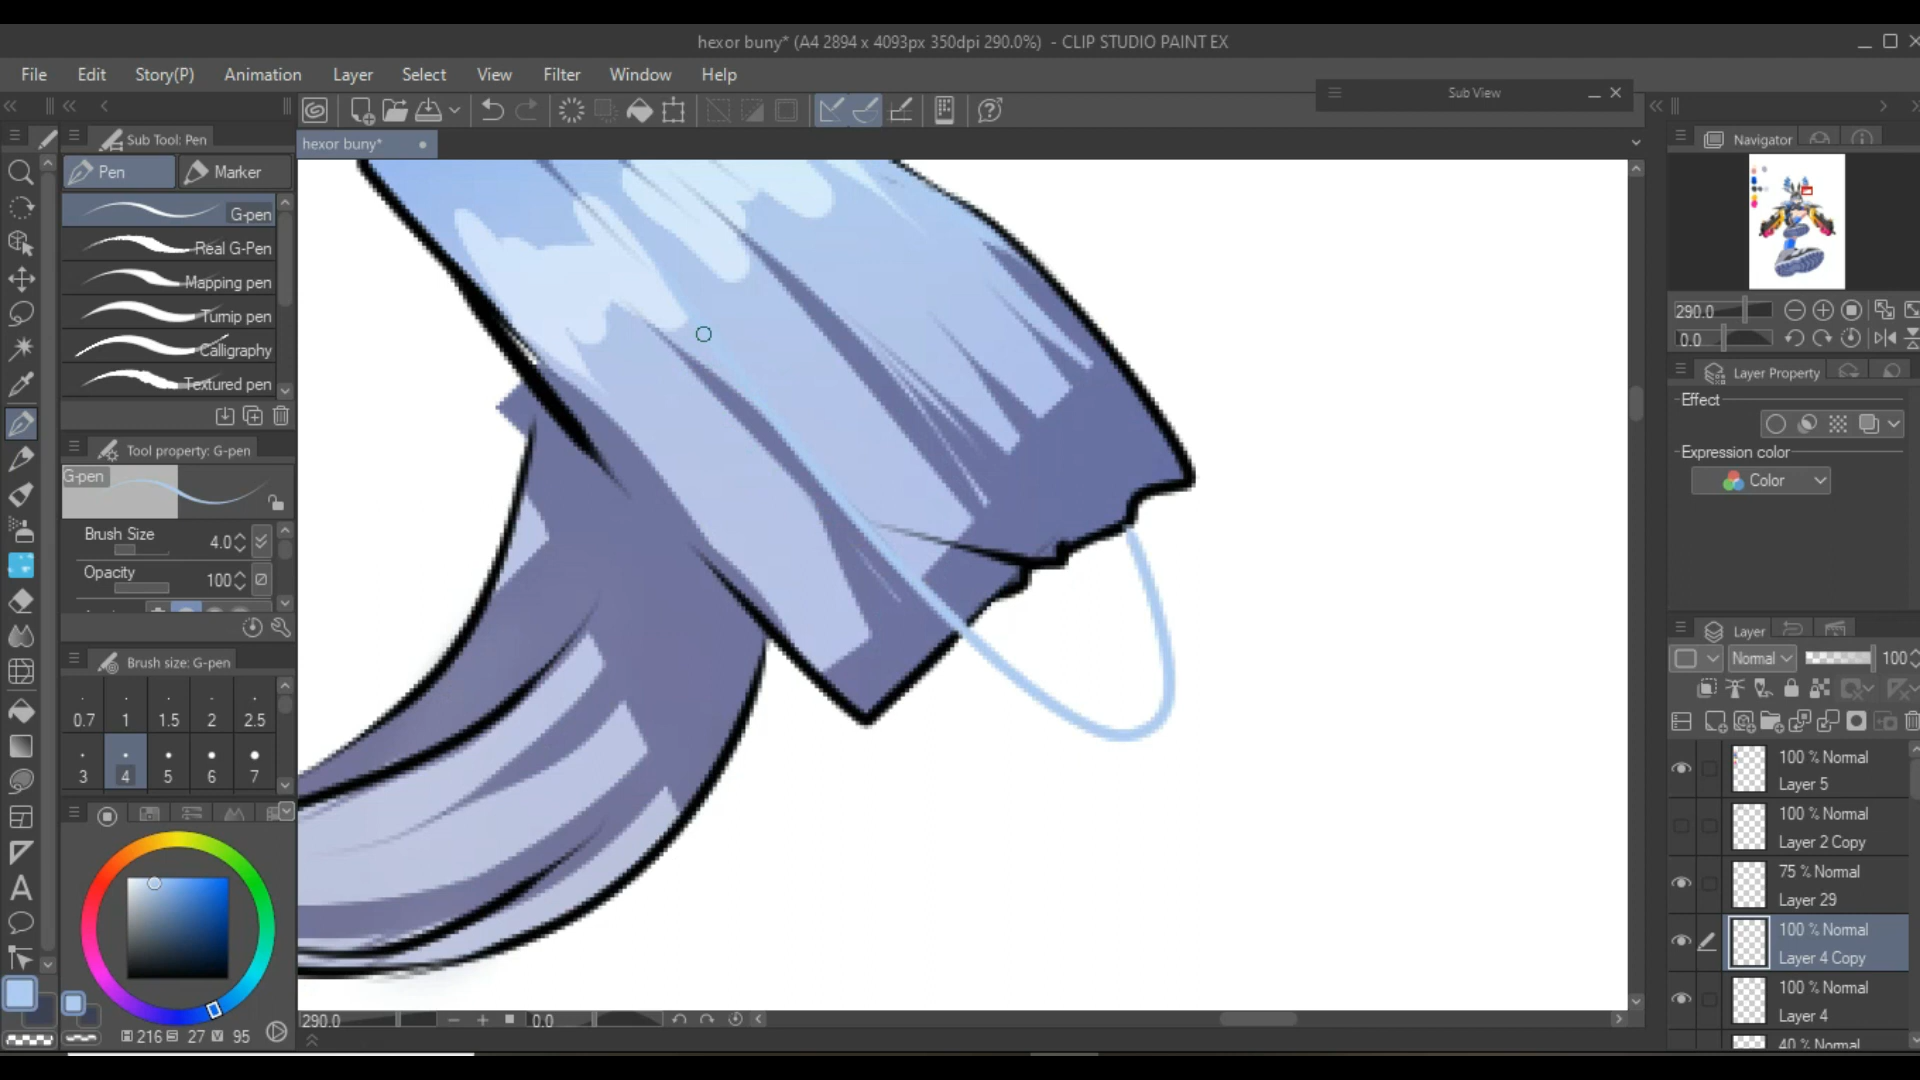 hexor buny* (A4 2894 x 4093px 350dpi 290.0%) - CLIP STUDIO PAINT EX
File Edit Story(P) Animation Layer Select View Filter Window Help
Sub View
Sub Tool: Pen
hexor buny*
Navigator
Pen Marker
G-pen
Real G-Pen
Mapping pen
Turnip pen
Calligraphy
Textured pen
290.0
0.0
Layer Property
Effect
Expression color
Color
Tool property: G-pen
G-pen
Brush Size 4.0
Opacity 100
Brush size: G-pen
0.7 1 1.5 2 2.5
3 4 5 6 7
Layer
Normal 100
100 % Normal
Layer 5
100 % Normal
Layer 2 Copy
75 % Normal
Layer 29
100 % Normal
Layer 4 Copy
100 % Normal
Layer 4
40 % Normal
216 27 95
290.0 0.0